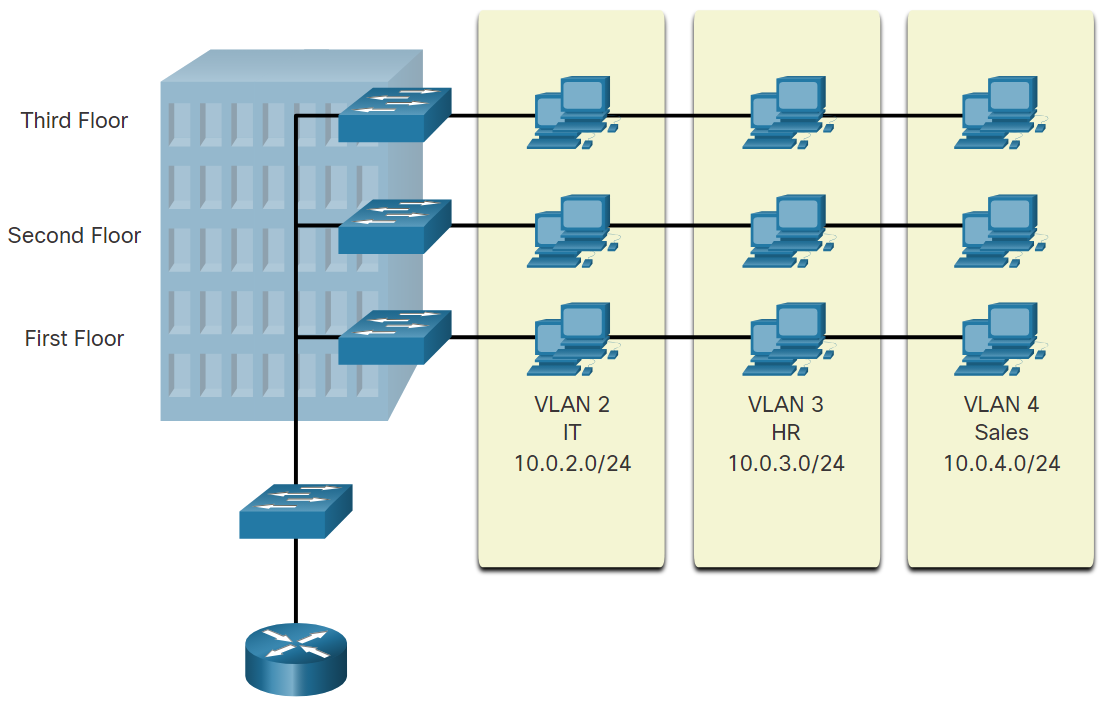 Third Floor
Second Floor
First Floor
VLAN 2
IT
10.0.2.0/24
VLAN 3
HR
10.0.3.0/24
VLAN 4
Sales
10.0.4.0/24